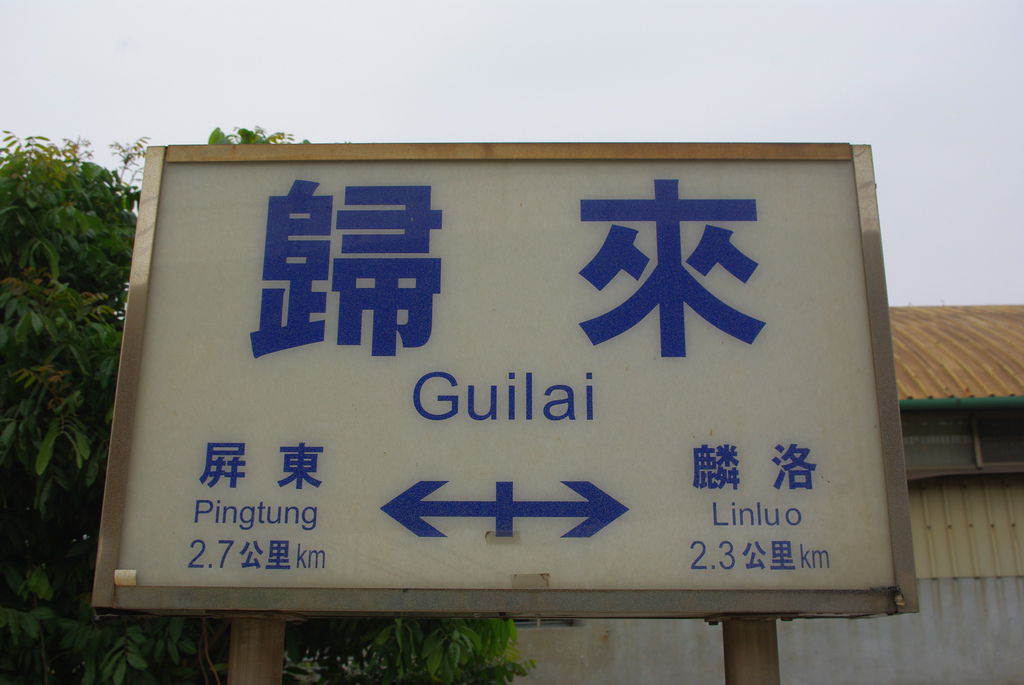 歸來
Guilai
屏東
Pingtung
2.7公里km
麟洛
Linluo
2.3公里km